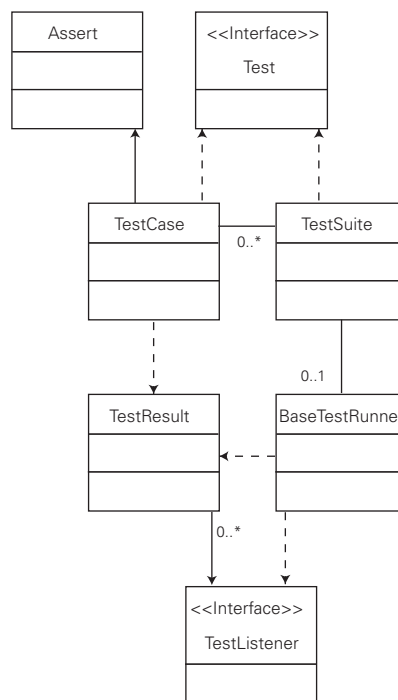 Assert
<<Interface>>
Test
TestCase
TestSuite
0..*
0..1
TestResult
BaseTestRunne
0..*
<<Interface>>
TestListener